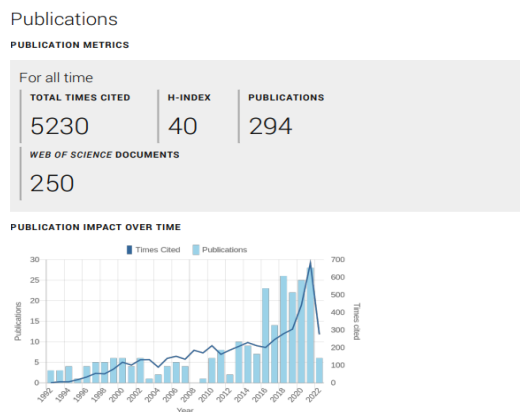 Publications
PUBLICATION METRICS
For all time
TOTAL TIMES CITED H-INDEX PUBLICATIONS
5230 40 294
WEB OF SCIENCE DOCUMENTS
250
PUBLICATION IMPACT OVER TIME
Times Cited Publications
30 700
25 600
20 500
15 400
10 300
5 200
0 100
0
Publications
Times cited
1992 1994 1996 1998 2000 2002 2004 2006 2008 2010 2012 2014 2016 2018 2020 2022
Year